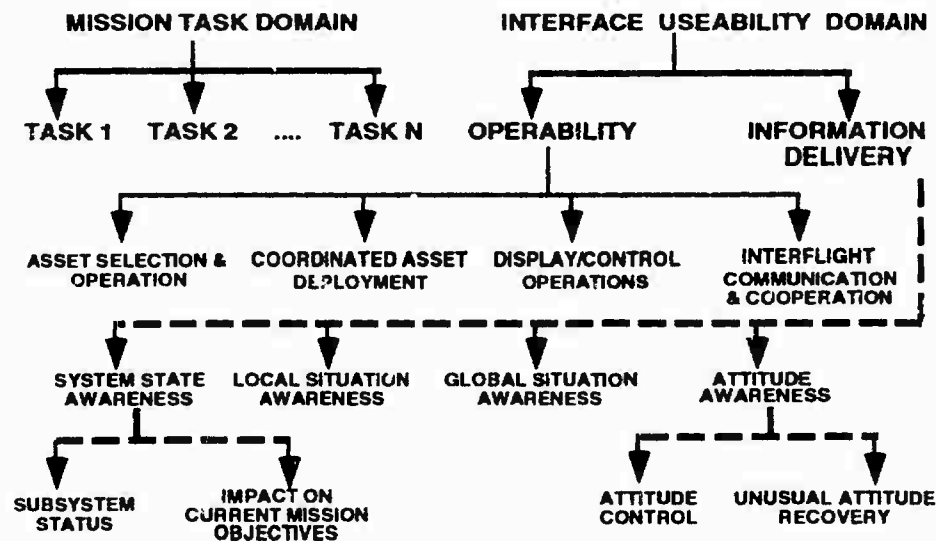 MISSION TASK DOMAIN
INTERFACE USEABILITY DOMAIN
TASK 1 TASK 2 .... TASK N
OPERABILITY
INFORMATION
DELIVERY
ASSET SELECTION &
OPERATION
COORDINATED ASSET
DEPLOYMENT
DISPLAY/CONTROL
OPERATIONS
INTERFLIGHT
COMMUNICATION
& COOPERATION
SYSTEM STATE
AWARENESS
LOCAL SITUATION
AWARENESS
GLOBAL SITUATION
AWARENESS
ATTITUDE
AWARENESS
SUBSYSTEM
STATUS
IMPACT ON
CURRENT MISSION
OBJECTIVES
ATTITUDE
CONTROL
UNUSUAL ATTITUDE
RECOVERY